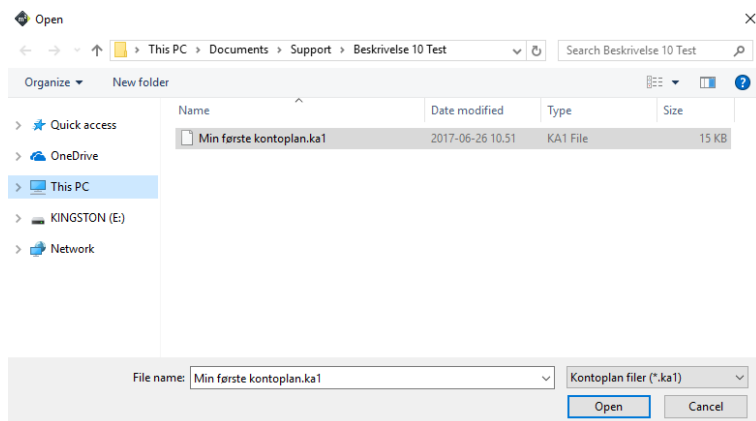 Open
This PC > Documents > Support > Beskrivelse 10 Test
Search Beskrivelse 10 Test
Organize
New folder
Name
Date modified
Type
Size
Quick access
OneDrive
This PC
KINGSTON (E:)
Network
Min første kontoplan.ka1
2017-06-26 10.51
KA1 File
15 KB
File name:
Min første kontoplan.ka1
Kontoplan filer (*.ka1)
Open
Cancel